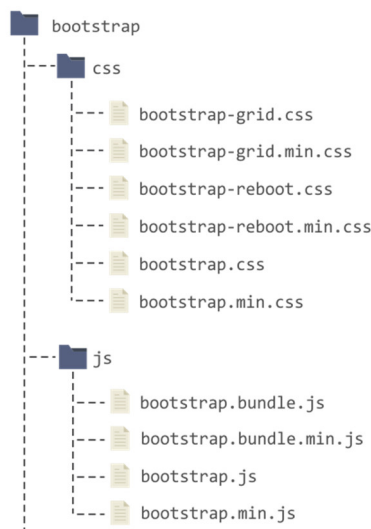 bootstrap
css
bootstrap-grid.css
bootstrap-grid.min.css
bootstrap-reboot.css
bootstrap-reboot.min.css
bootstrap.css
bootstrap.min.css
js
bootstrap.bundle.js
bootstrap.bundle.min.js
bootstrap.js
bootstrap.min.js